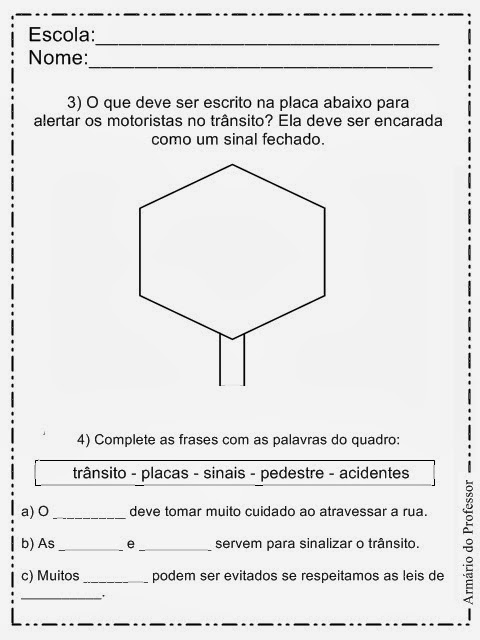 Escola:_______________________________
Nome:_______________________________
3) O que deve ser escrito na placa abaixo para
alertar os motoristas no trânsito? Ela deve ser encarada
como um sinal fechado.
4) Complete as frases com as palavras do quadro:
trânsito - placas - sinais - pedestre - acidentes
a) O _________ deve tomar muito cuidado ao atravessar a rua.
b) As ________ e _________ servem para sinalizar o trânsito.
c) Muitos ________ podem ser evitados se respeitamos as leis de
__________.
Armário do Professor